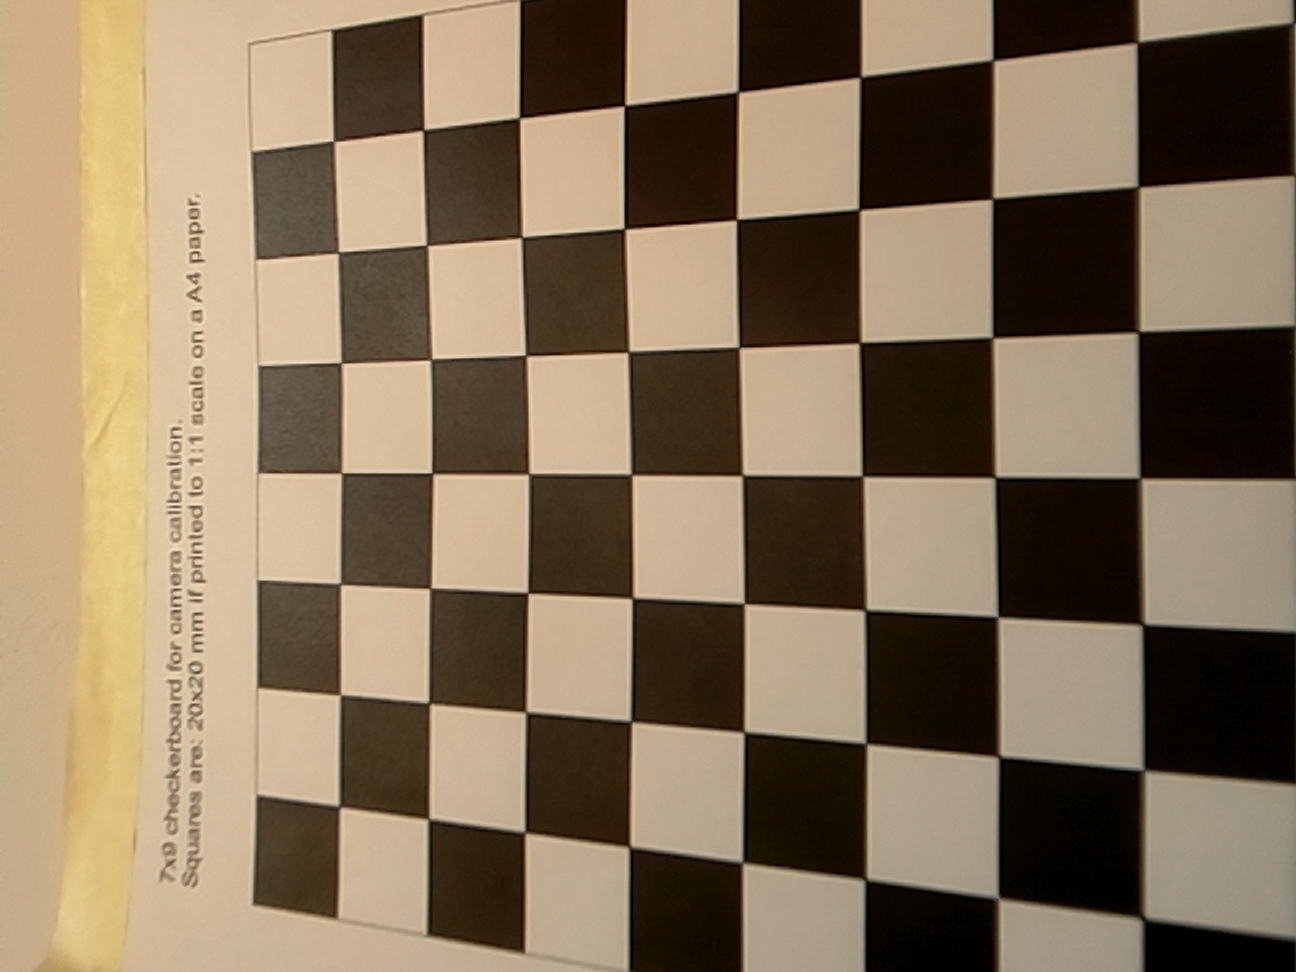 7x9 checkerboard for camera calibration.
Squares are: 20x20 mm if printed to 1:1 scale on a A4 paper.